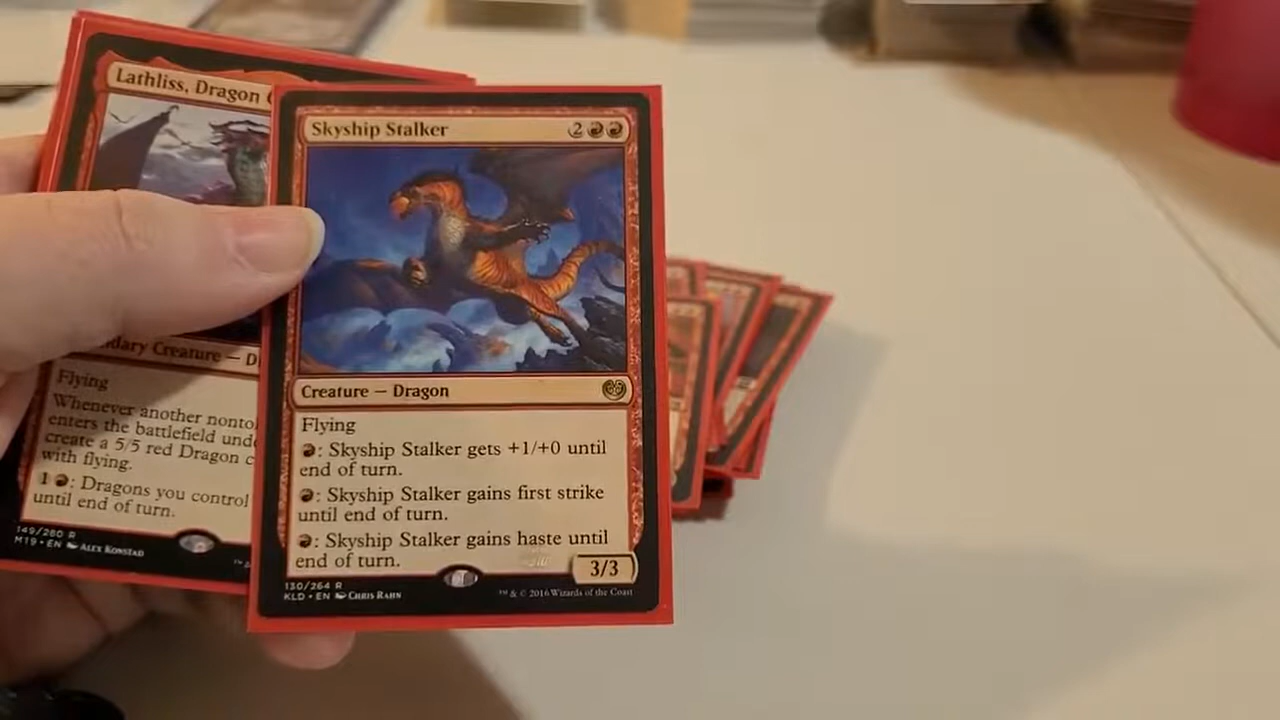 Lathliss, Dragon
Flying
Whenever another nonto
enters the battlefield und
create a 5/5 red Dragon c
with flying.
1 : Dragons you control
until end of turn.
149/280 R
M19 • EN ALEX KONSTAD
Skyship Stalker 2
Creature — Dragon
Flying
: Skyship Stalker gets +1/+0 until
end of turn.
: Skyship Stalker gains first strike
until end of turn.
: Skyship Stalker gains haste until
end of turn.
3/3
130/264 R
KLD • EN CHRIS RAHN
™ & © 2016 Wizards of the Coast